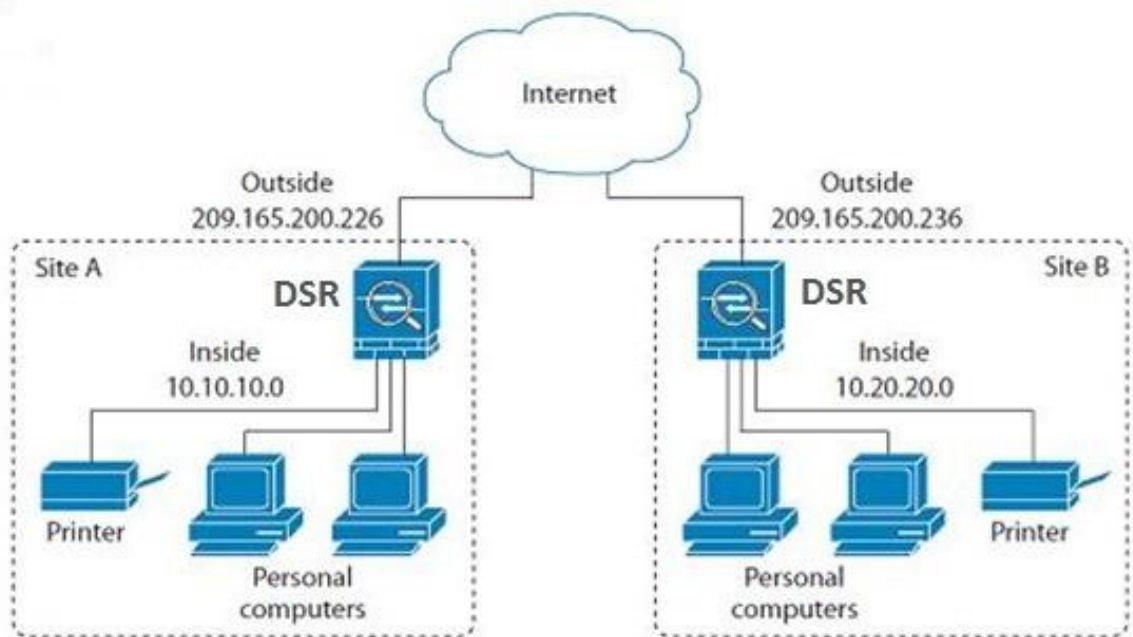 Internet
Outside
209.165.200.226
Outside
209.165.200.236
Site A
DSR
DSR
Site B
Inside
10.10.10.0
Inside
10.20.20.0
Printer
Personal
computers
Personal
computers
Printer